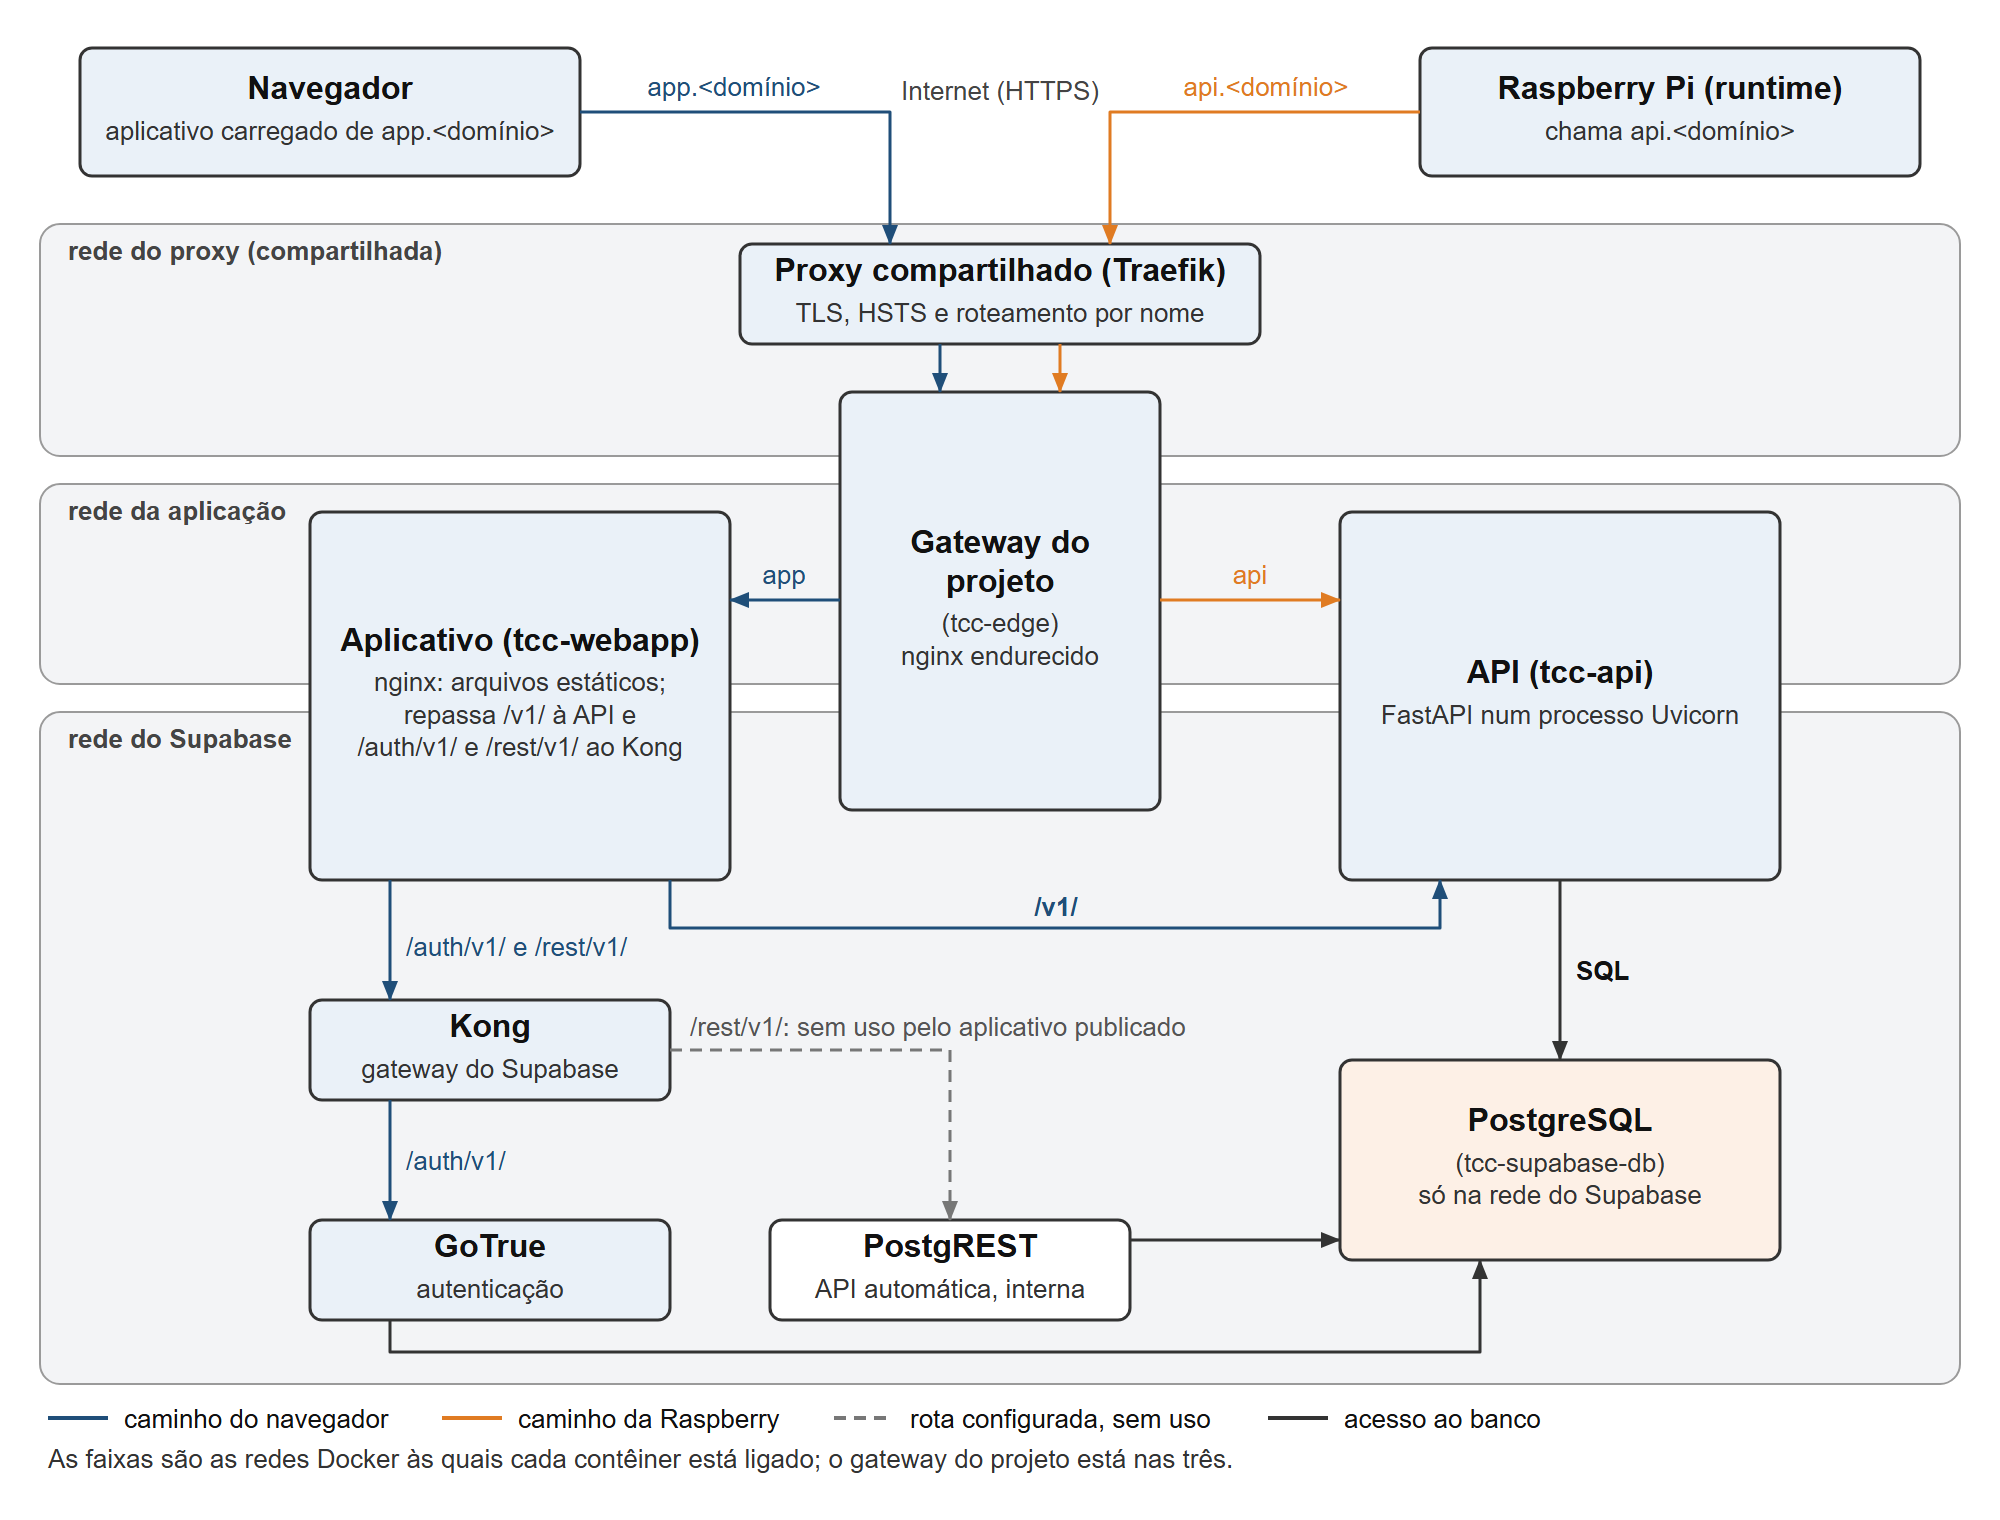 Navegador
aplicativo carregado de app.<domínio>
app.<domínio>
Internet (HTTPS)
api.<domínio>
Raspberry Pi (runtime)
chama api.<domínio>
rede do proxy (compartilhada)
Proxy compartilhado (Traefik)
TLS, HSTS e roteamento por nome
rede da aplicação
Gateway do
projeto
(tcc-edge)
nginx endurecido
app
api
Aplicativo (tcc-webapp)
nginx: arquivos estáticos;
repassa /v1/ à API e
/auth/v1/ e /rest/v1/ ao Kong
API (tcc-api)
FastAPI num processo Uvicorn
rede do Supabase
/v1/
/auth/v1/ e /rest/v1/
SQL
Kong
gateway do Supabase
/rest/v1/: sem uso pelo aplicativo publicado
/auth/v1/
PostgreSQL
(tcc-supabase-db)
só na rede do Supabase
GoTrue
autenticação
PostgREST
API automática, interna
caminho do navegador
caminho da Raspberry
rota configurada, sem uso
acesso ao banco
As faixas são as redes Docker às quais cada contêiner está ligado; o gateway do projeto está nas três.